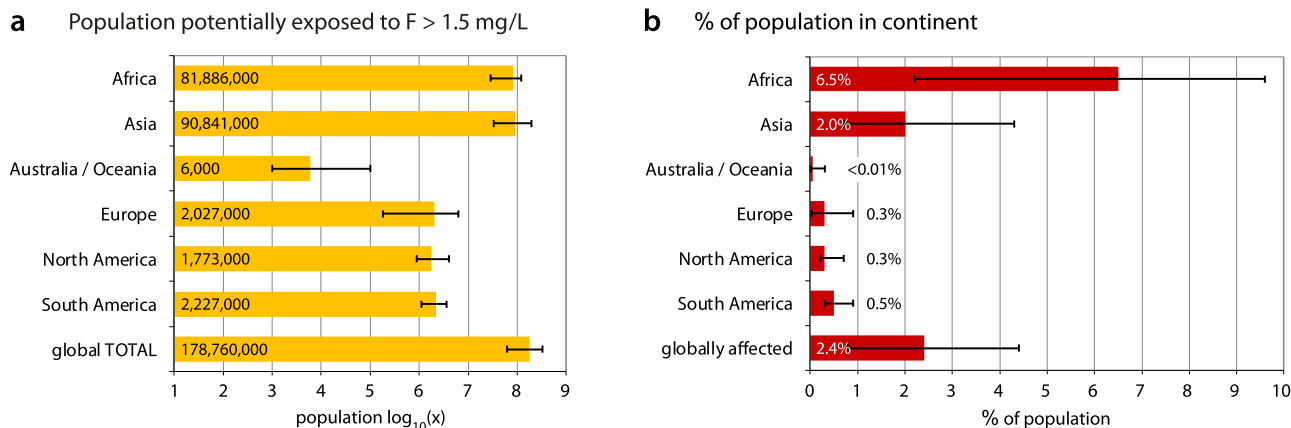 a Population potentially exposed to F > 1.5 mg/L
Africa 81,886,000
Asia 90,841,000
Australia / Oceania 6,000
Europe 2,027,000
North America 1,773,000
South America 2,227,000
global TOTAL 178,760,000
1 2 3 4 5 6 7 8 9
population log10(x)
b % of population in continent
Africa 6.5%
Asia 2.0%
Australia / Oceania <0.01%
Europe 0.3%
North America 0.3%
South America 0.5%
globally affected 2.4%
0 1 2 3 4 5 6 7 8 9 10
% of population